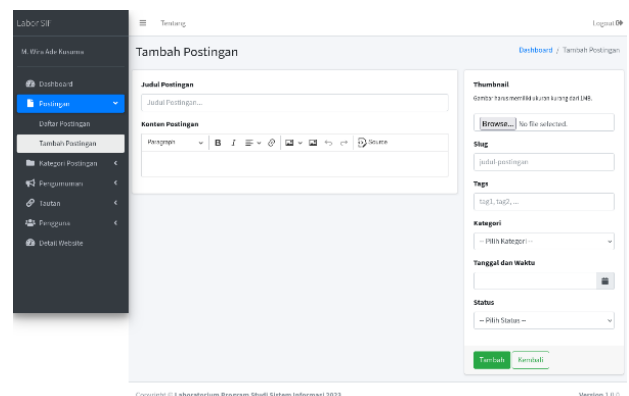 Labor SIF
Tentang
Logout
M. Wira Ade Kusuma
Tambah Postingan
Dashboard / Tambah Postingan
Dashboard
Postingan
Daftar Postingan
Tambah Postingan
Kategori Postingan
Pengumuman
Tautan
Pengguna
Detail Website
Judul Postingan
Judul Postingan...
Konten Postingan
Paragraph
B I
Source
Thumbnail
Gambar harus memiliki ukuran kurang dari 1MB.
Browse... No file selected.
Slug
judul-postingan
Tags
tag1, tag2, ...
Kategori
-- Pilih Kategori --
Tanggal dan Waktu
Status
-- Pilih Status --
Tambah Kembali
Copyright © Laboratorium Program Studi Sistem Informasi 2023
Version 1.0.0